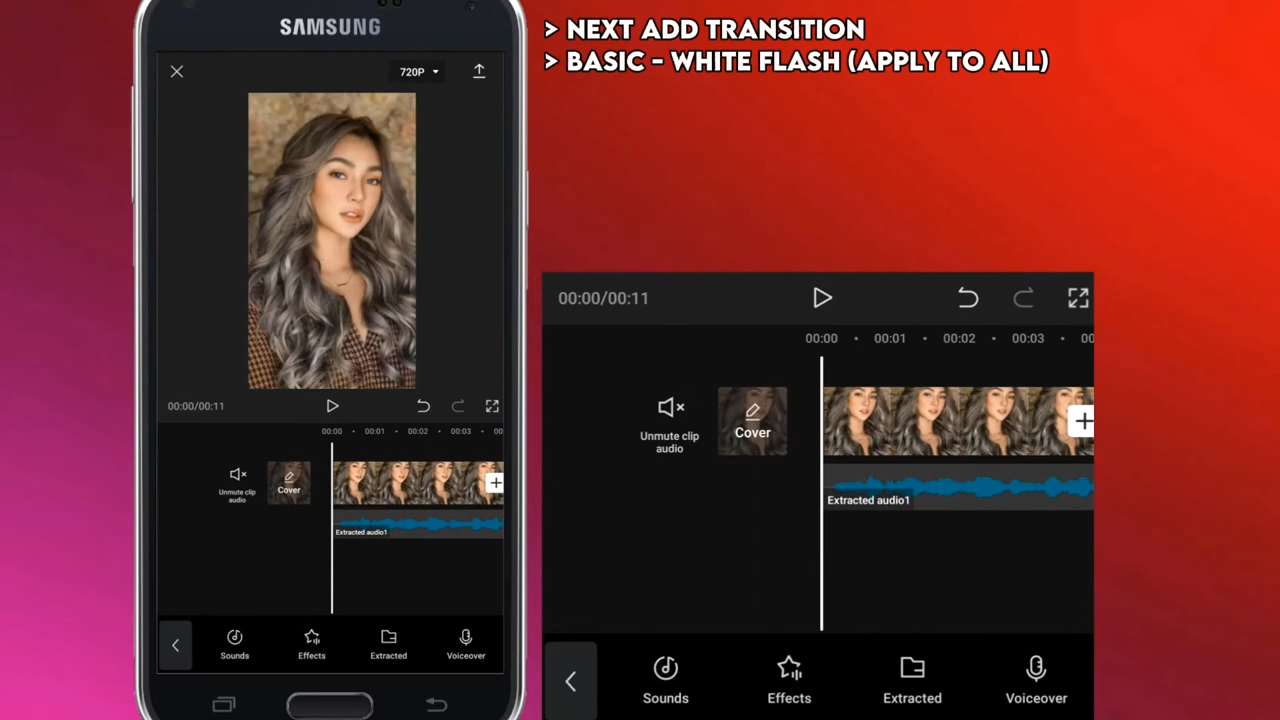 > NEXT ADD TRANSITION
> BASIC - WHITE FLASH (APPLY TO ALL)
SAMSUNG
720P
00:00/00:11
00:00 • 00:01 • 00:02 • 00:03 • 00
Unmute clip
audio
Cover
Extracted audio1
Sounds
Effects
Extracted
Voiceover
00:00/00:11
00:00 • 00:01 • 00:02 • 00:03 • 00
Unmute clip
audio
Cover
Extracted audio1
Sounds
Effects
Extracted
Voiceover